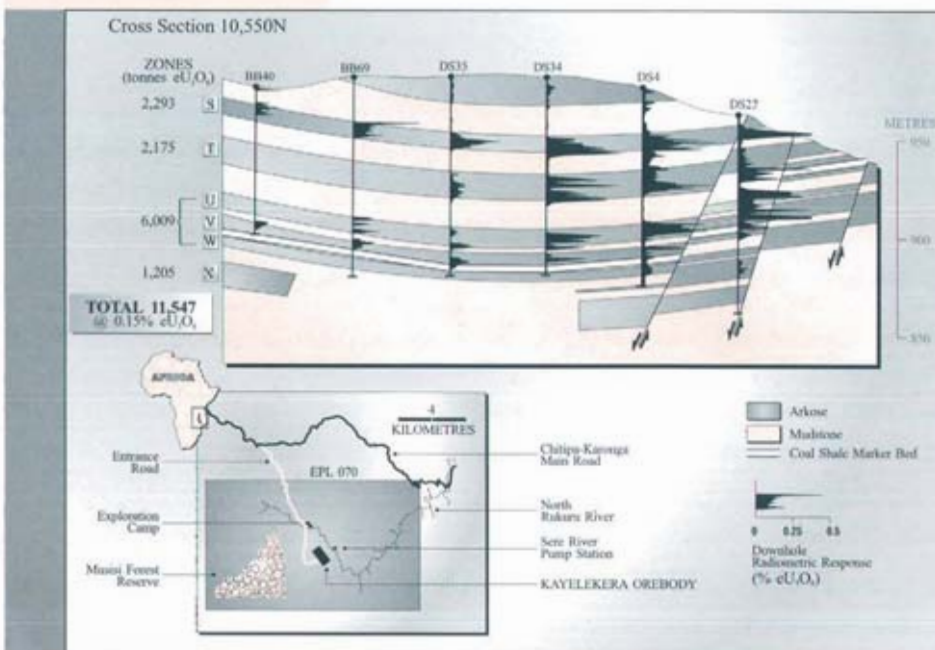 Cross Section 10,550N
ZONES
(tonnes eU₃O₈)
BB40
BB69
DS35
DS34
DS4
DS27
METRES
2,293 S
2,175 T
U
6,009 V
W
1,205 X
950
900
850
TOTAL 11,547
@ 0.15% eU₃O₈
AFRICA
4
KILOMETRES
Entrance
Road
EPL 070
Chitipa-Karonga
Main Road
Exploration
Camp
North
Rukuru River
Sere River
Pump Station
Musisi Forest
Reserve
KAYELEKERA OREBODY
Arkose
Mudstone
Coal Shale Marker Bed
0 0.25 0.5
Downhole
Radiometric Response
(% eU₃O₈)